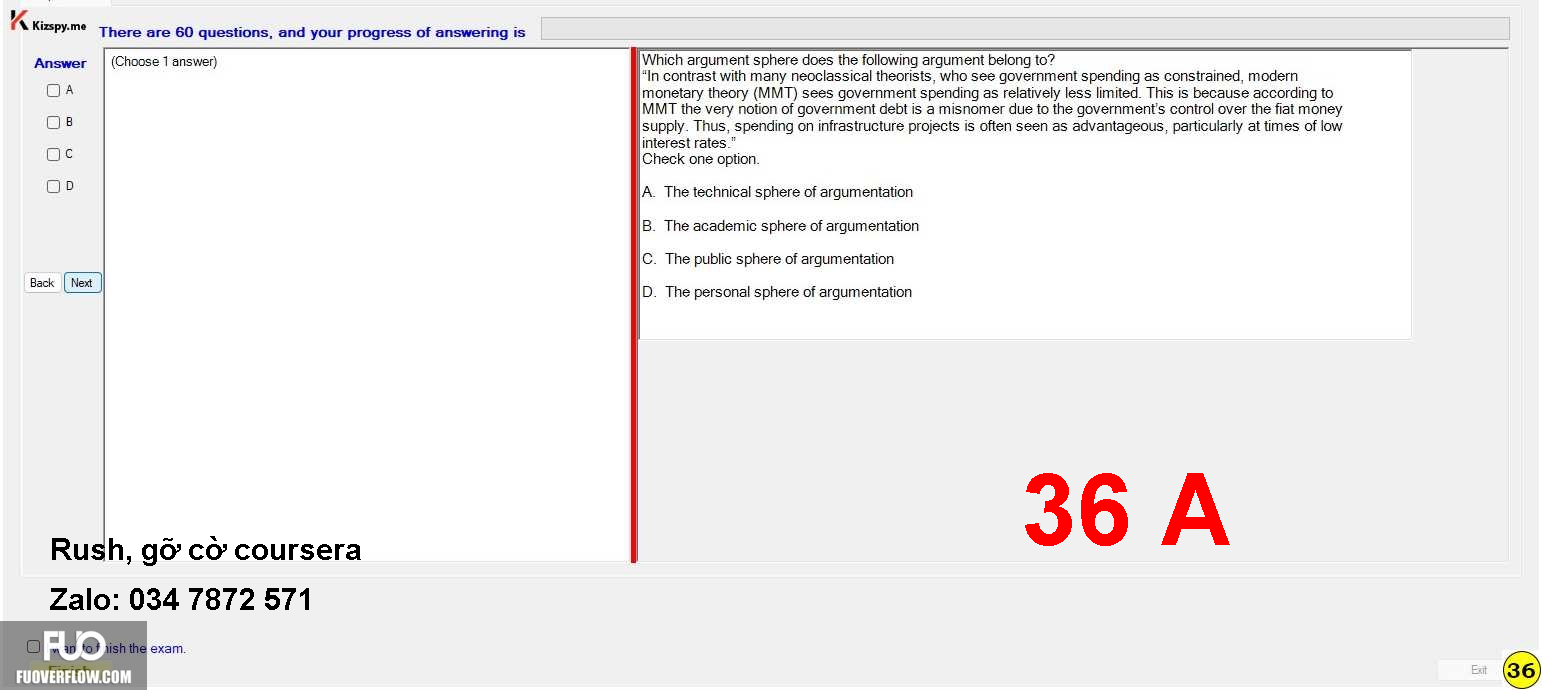 Kizspy.me
There are 60 questions, and your progress of answering is
Answer
(Choose 1 answer)
A
B
C
D
Back Next
Which argument sphere does the following argument belong to?
“In contrast with many neoclassical theorists, who see government spending as constrained, modern
monetary theory (MMT) sees government spending as relatively less limited. This is because according to
MMT the very notion of government debt is a misnomer due to the government’s control over the fiat money
supply. Thus, spending on infrastructure projects is often seen as advantageous, particularly at times of low
interest rates.”
Check one option.
A. The technical sphere of argumentation
B. The academic sphere of argumentation
C. The public sphere of argumentation
D. The personal sphere of argumentation
36 A
Rush, gỡ cờ coursera
Zalo: 034 7872 571
FUO
FUOVERFLOW.COM
want to finish the exam.
Finish
Exit
36